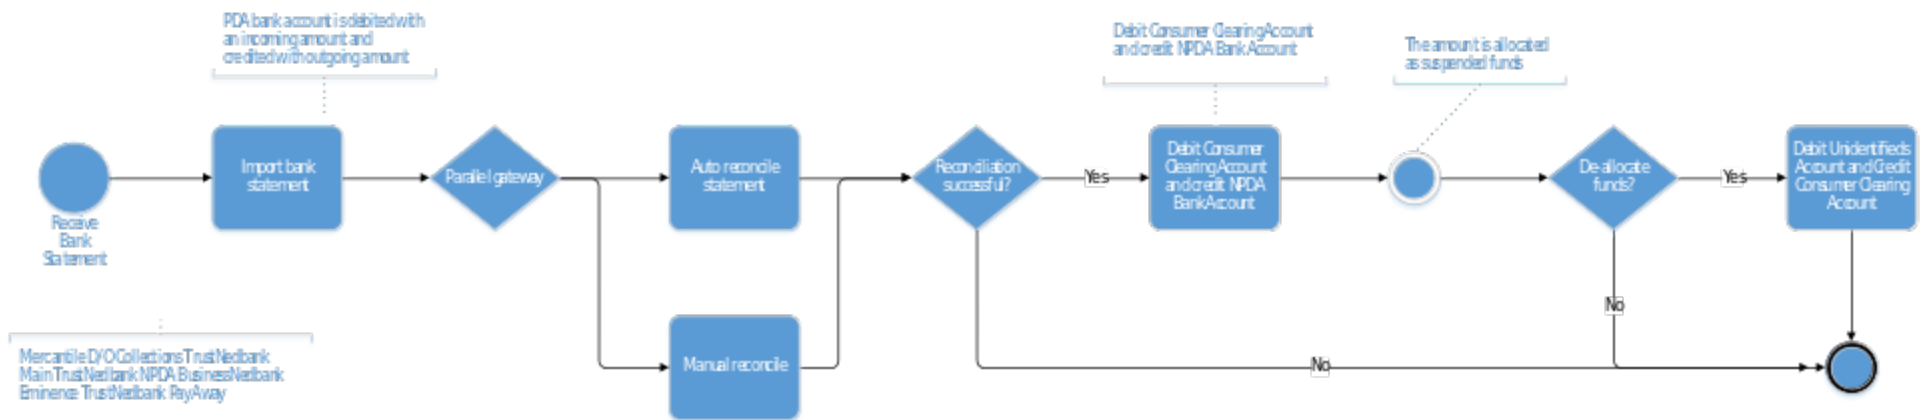 PDA bank account is debited with
an incoming amount and
credited with outgoing amount
Debit Consumer Clearing Account
and credit NPDA Bank Account
The amount is allocated
as suspended funds
Receive
Bank
Statement
Import bank
statement
Parallel gateway
Auto reconcile
statement
Reconciliation
successful?
Yes
Debit Consumer
Clearing Account
and credit NPDA
Bank Account
De-allocate
funds?
Yes
Debit Unidentifieds
Account and Credit
Consumer Clearing
Account
No
Manual reconcile
No
Mercantile D/O Collections Trust Nedbank
Main Trust Nedbank NPDA Business Nedbank
Eminence Trust Nedbank Pay Away